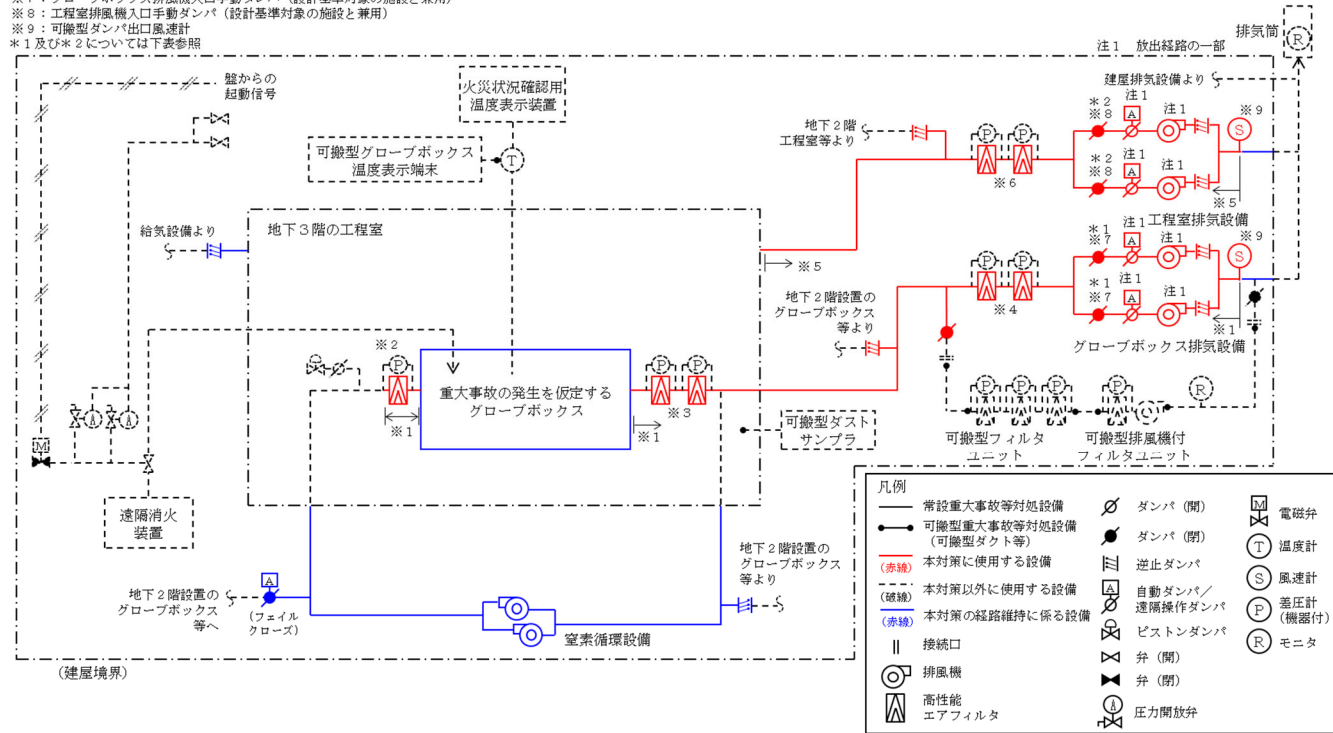 ※８：工程室排風機入口手動ダンパ（設計基準対象の施設と兼用）
※９：可搬型ダンパ出口風速計
＊１及び＊２については下表参照
注１　放出経路の一部
排気筒
R
盤からの
起動信号
火災状況確認用
温度表示装置
可搬型グローブボックス
温度表示端末
T
建屋排気設備より
地下２階
工程室等より
P
P
※６
＊２
※８
注１
A
注１
※９
S
＊２
※８
注１
A
注１
※５
工程室排気設備
給気設備より
地下３階の工程室
※５
＊１
※７
注１
A
注１
※９
S
＊１
※７
注１
A
注１
※１
グローブボックス排気設備
P
P
※４
地下２階設置の
グローブボックス
等より
※２
P
※１
重大事故の発生を仮定する
グローブボックス
P
P
※３
※１
可搬型ダスト
サンプラ
P
P
P
P
R
可搬型フィルタ
ユニット
可搬型排風機付
フィルタユニット
A
A
M
遠隔消火
装置
地下２階設置の
グローブボックス
等へ
A
（フェイル
クローズ）
窒素循環設備
地下２階設置の
グローブボックス
等より
（建屋境界）
凡例
常設重大事故等対処設備
可搬型重大事故等対処設備
（可搬型ダクト等）
（赤線）
本対策に使用する設備
（破線）
本対策以外に使用する設備
（赤線）
本対策の経路維持に係る設備
接続口
排風機
高性能
エアフィルタ
ダンパ（開）
ダンパ（閉）
逆止ダンパ
A
自動ダンパ／
遠隔操作ダンパ
ピストンダンパ
弁（開）
弁（閉）
A
圧力開放弁
M
電磁弁
T
温度計
S
風速計
P
差圧計
（機器付）
R
モニタ